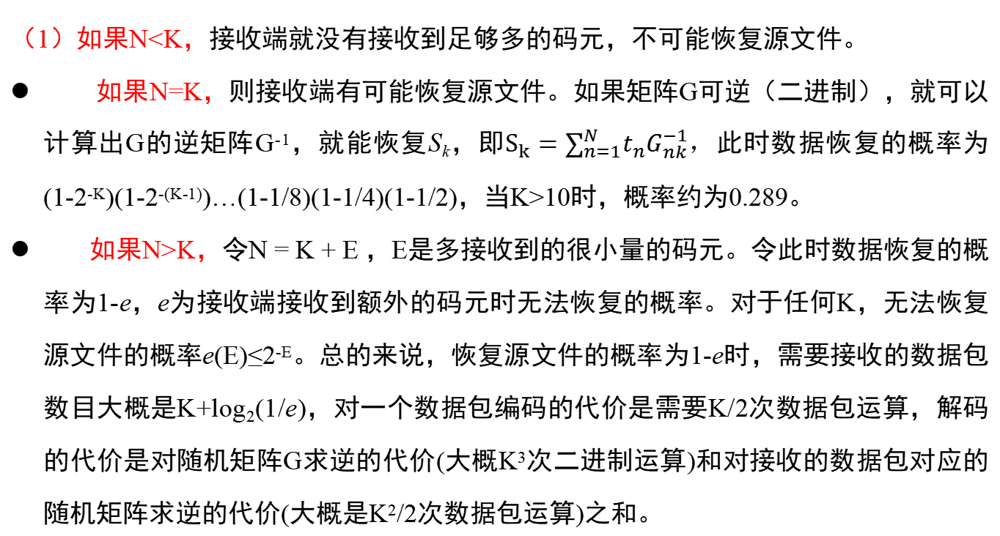 （1）如果N<K，接收端就没有接收到足够多的码元，不可能恢复源文件。
● 如果N=K，则接收端有可能恢复源文件。如果矩阵G可逆（二进制），就可以
计算出G的逆矩阵G⁻¹，就能恢复Sₖ，即Sₖ = ∑ᴺₙ₌₁ tₙG⁻¹ₙₖ，此时数据恢复的概率为
(1-2⁻ᴷ)(1-2⁻⁽ᴷ⁻¹⁾)…(1-1/8)(1-1/4)(1-1/2)，当K>10时，概率约为0.289。
● 如果N>K，令N = K + E ，E是多接收到的很小量的码元。令此时数据恢复的概
率为1-e，e为接收端接收到额外的码元时无法恢复的概率。对于任何K，无法恢复
源文件的概率e(E)≤2⁻ᴱ。总的来说，恢复源文件的概率为1-e时，需要接收的数据包
数目大概是K+log₂(1/e)，对一个数据包编码的代价是需要K/2次数据包运算，解码
的代价是对随机矩阵G求逆的代价(大概K³次二进制运算)和对接收的数据包对应的
随机矩阵求逆的代价(大概是K²/2次数据包运算)之和。